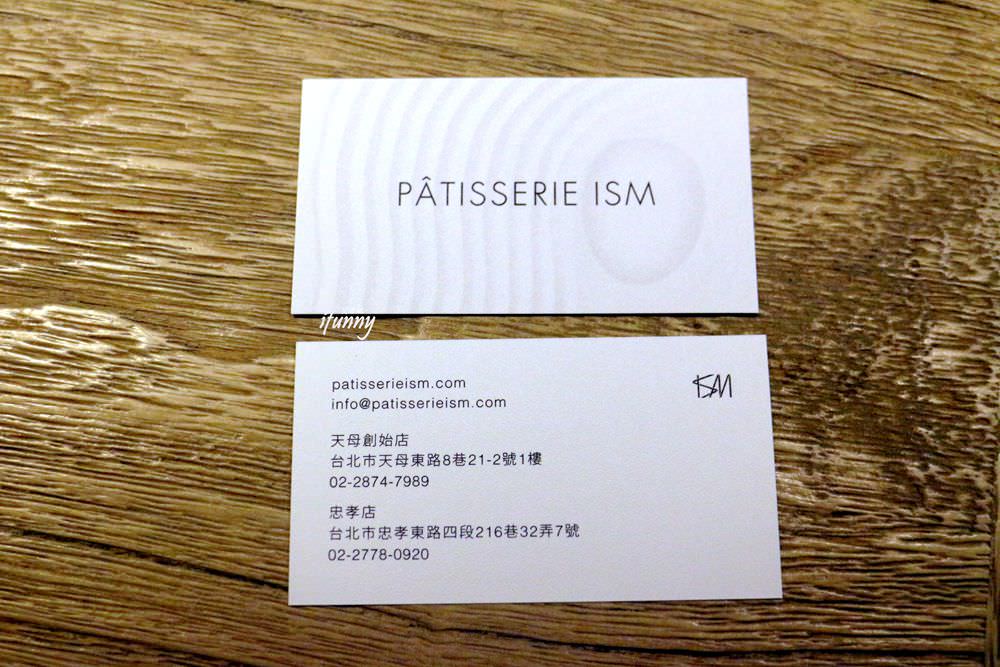 PÂTISSERIE ISM
ifunny
patisserieism.com
info@patisserieism.com
ISM
天母創始店
台北市天母東路8巷21-2號1樓
02-2874-7989
忠孝店
台北市忠孝東路四段216巷32弄7號
02-2778-0920